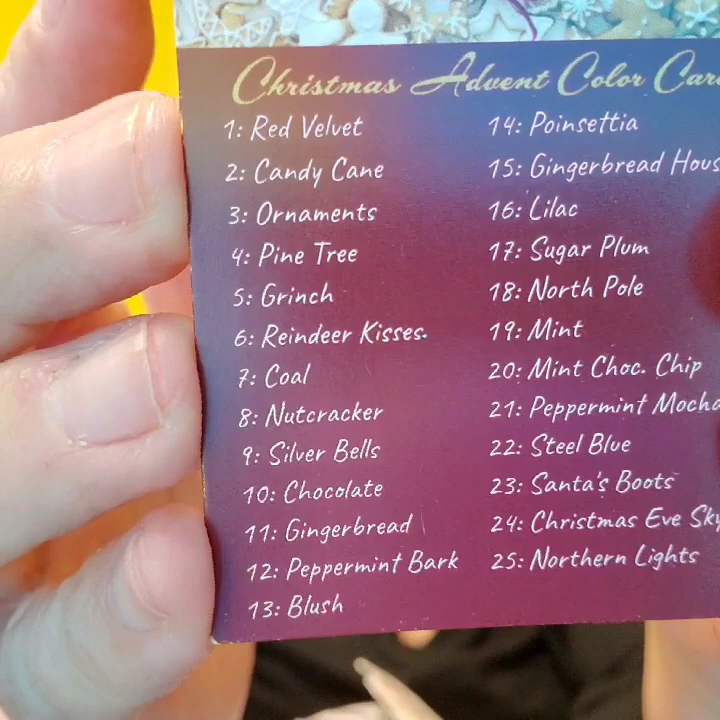 Christmas Advent Color Car
1: Red Velvet
2: Candy Cane
3: Ornaments
4: Pine Tree
5: Grinch
6: Reindeer Kisses.
7: Coal
8: Nutcracker
9: Silver Bells
10: Chocolate
11: Gingerbread
12: Peppermint Bark
13: Blush
14: Poinsettia
15: Gingerbread Hous
16: Lilac
17: Sugar Plum
18: North Pole
19: Mint
20: Mint Choc. Chip
21: Peppermint Mocha
22: Steel Blue
23: Santa's Boots
24: Christmas Eve Sky
25: Northern Lights